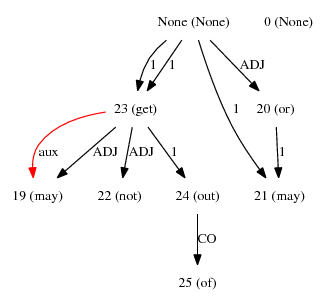 None (None) 0 (None)
1 1 ADJ
23 (get) 1 20 (or)
aux ADJ ADJ 1 1
19 (may) 22 (not) 24 (out) 21 (may)
CO
25 (of)